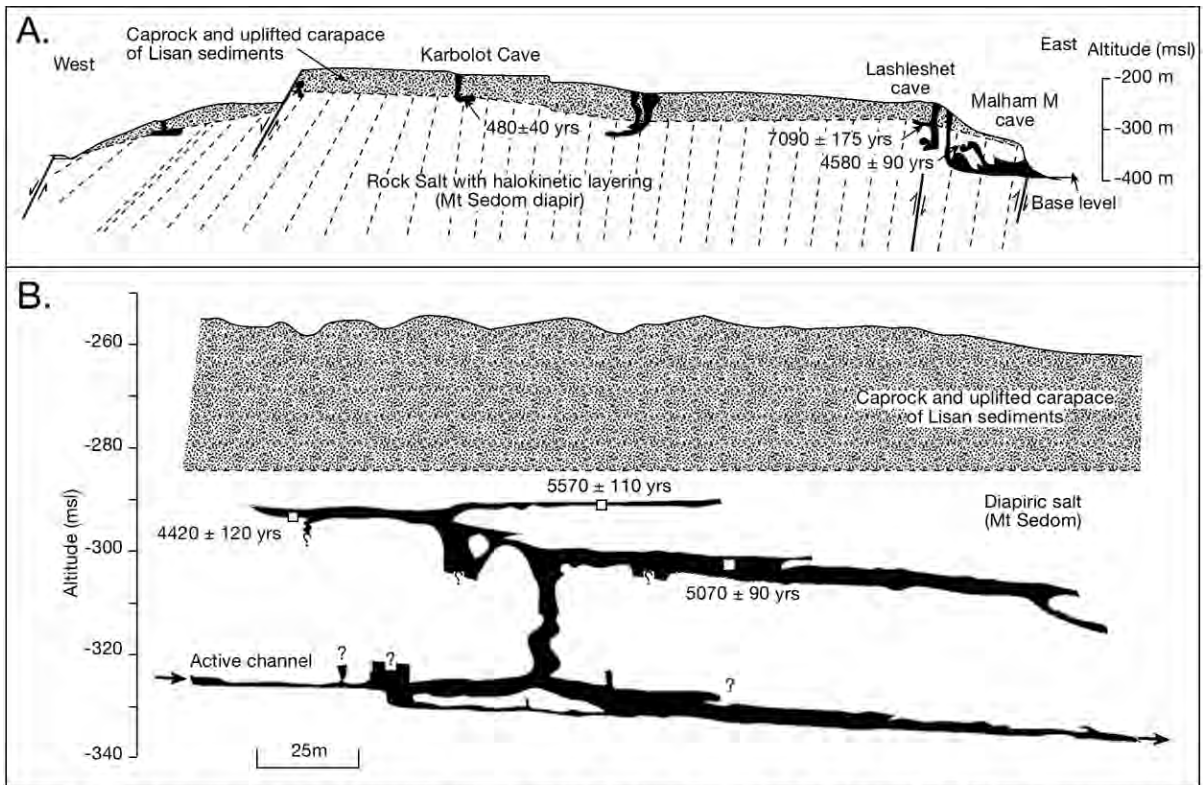 A.
Caprock and uplifted carapace
of Lisan sediments
West
Karbolot Cave
480±40 yrs
Rock Salt with halokinetic layering
(Mt Sedom diapir)
Lashleshet
cave
7090 ± 175 yrs
4580 ± 90 yrs
Malham M
cave
East
Altitude (msl)
-200 m
-300 m
-400 m
Base level
B.
Altitude (msl)
-260
-280
-300
-320
-340
Caprock and uplifted carapace
of Lisan sediments
Diapiric salt
(Mt Sedom)
5570 ± 110 yrs
4420 ± 120 yrs
?
?
?
5070 ± 90 yrs
Active channel
?
?
?
25m